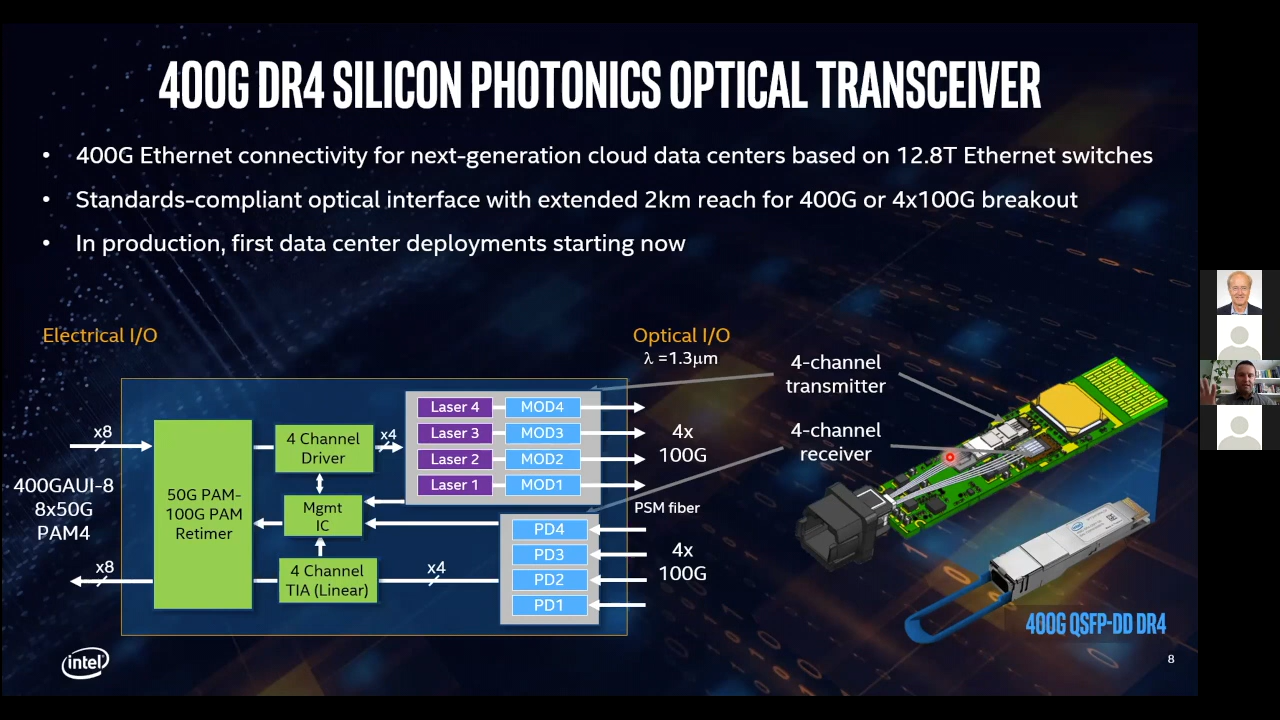 400G DR4 SILICON PHOTONICS OPTICAL TRANSCEIVER
• 400G Ethernet connectivity for next-generation cloud data centers based on 12.8T Ethernet switches
• Standards-compliant optical interface with extended 2km reach for 400G or 4x100G breakout
• In production, first data center deployments starting now
Electrical I/O
Optical I/O
λ =1.3µm
4-channel
transmitter
4-channel
receiver
x8
400GAUI-8
8x50G
PAM4
x8
50G PAM-
100G PAM
Retimer
4 Channel
Driver
x4
Mgmt
IC
4 Channel
TIA (Linear)
x4
Laser 4
MOD4
Laser 3
MOD3
Laser 2
MOD2
Laser 1
MOD1
4x
100G
PSM fiber
PD4
PD3
PD2
PD1
4x
100G
400G QSFP-DD DR4
intel
8